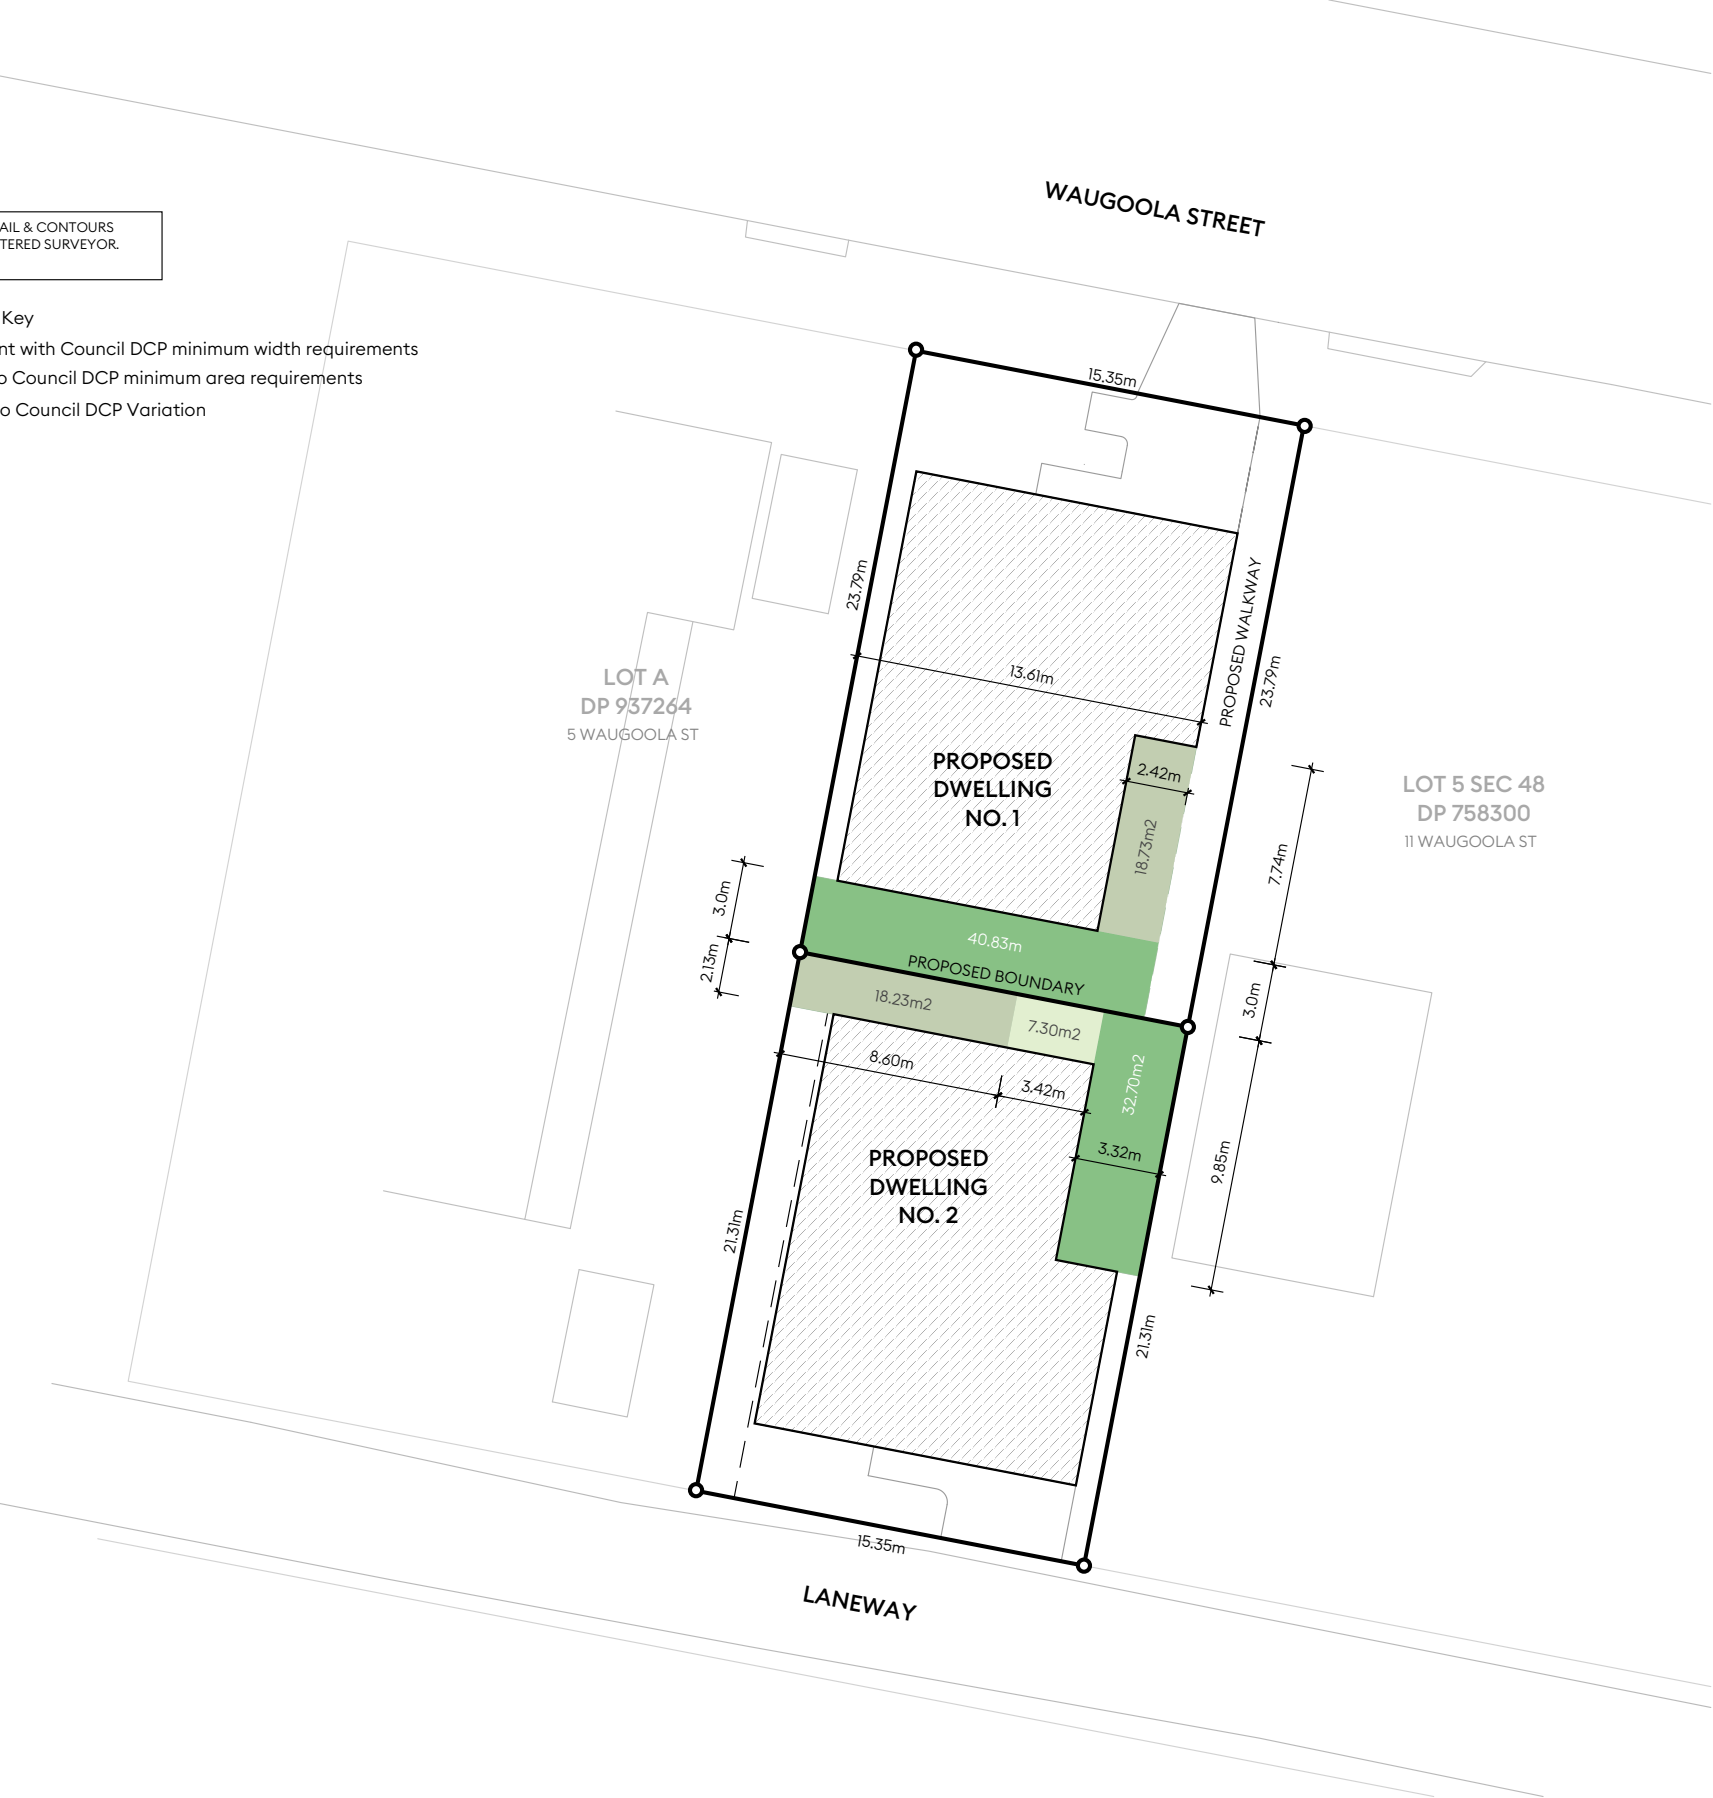 WAUGOOLA STREET
AIL & CONTOURS
TERED SURVEYOR.
Key
nt with Council DCP minimum width requirements
o Council DCP minimum area requirements
o Council DCP Variation
15.35m
23.79m
PROPOSED WALKWAY
23.79m
13.61m
LOT A
DP 937264
5 WAUGOOLA ST
PROPOSED
DWELLING
NO. 1
2.42m
18.73m2
LOT 5 SEC 48
DP 758300
11 WAUGOOLA ST
7.74m
3.0m
2.13m
40.83m
PROPOSED BOUNDARY
18.23m2
7.30m2
3.0m
8.60m
3.42m
32.70m2
3.32m
9.85m
PROPOSED
DWELLING
NO. 2
21.31m
21.31m
15.35m
LANEWAY